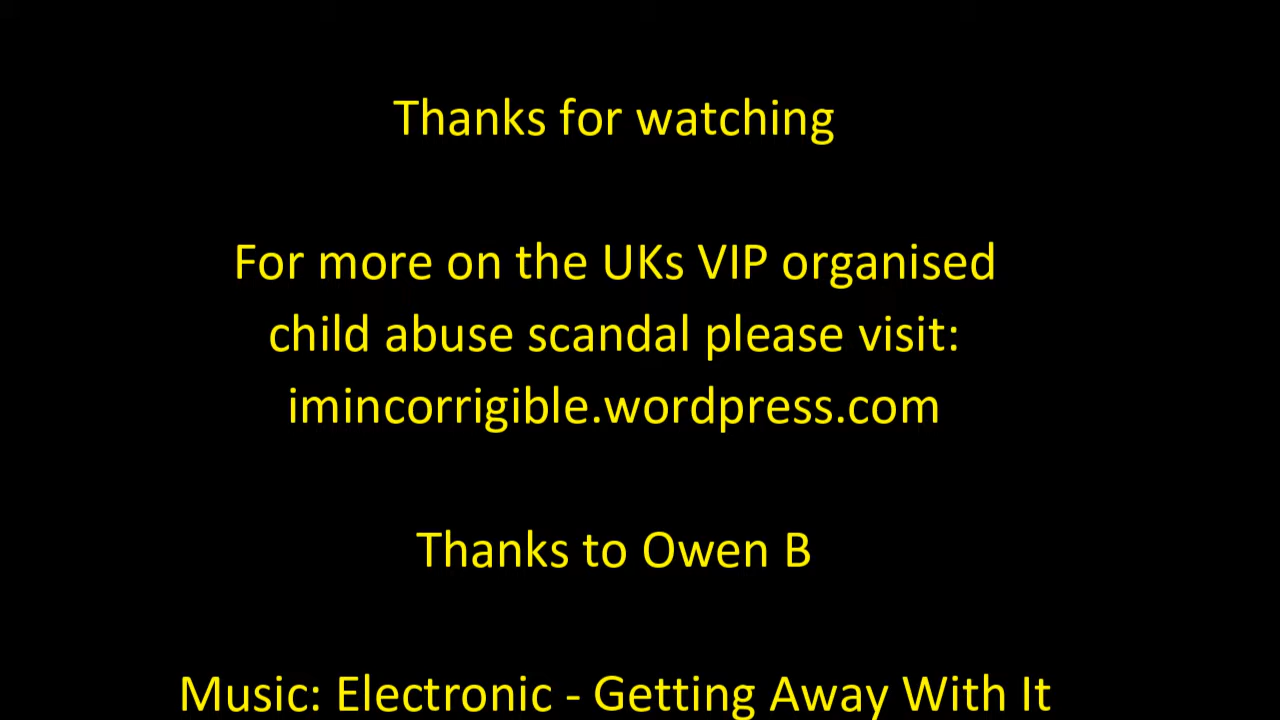 Thanks for watching
For more on the UKs VIP organised
child abuse scandal please visit:
imincorrigible.wordpress.com
Thanks to Owen B
Music: Electronic - Getting Away With It